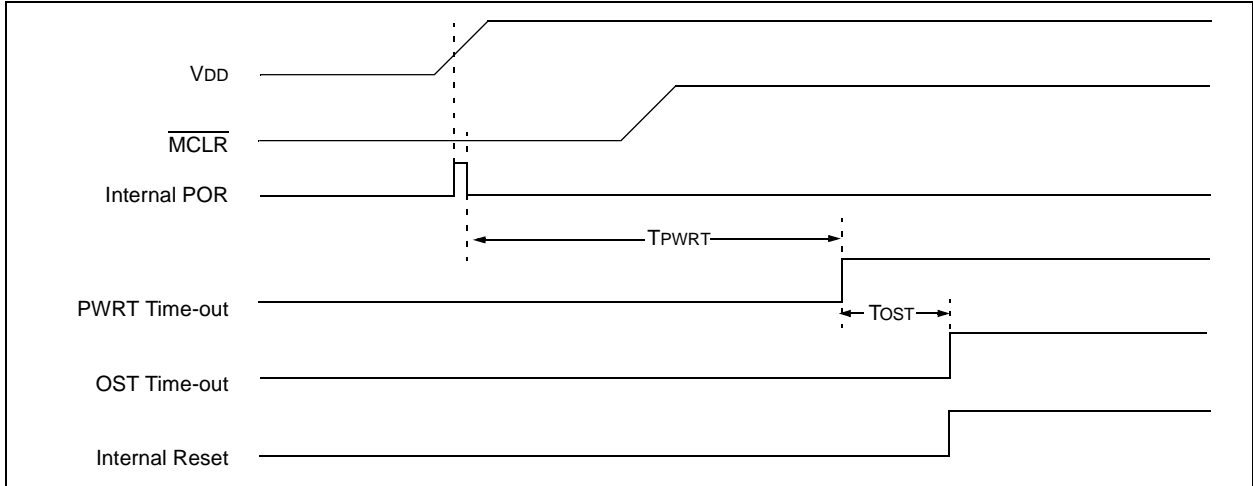 VDD
MCLR
Internal POR
TPWRT
PWRT Time-out
TOST
OST Time-out
Internal Reset